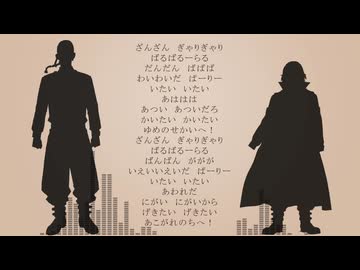 ざんざん　ぎゃりぎゃり
ばるばるーらる
だんだん　ばばば
わいわいだ　ぱーりー
いたい　いたい
あははは
あつい　あついだろ
かいたい　かいたい
ゆめのせかいへ！
ざんざん　ぎゃりぎゃり
ばるばるーらる
ばんばん　ががが
いえいいえいだ　ぱーりー
いたい　いたい
あわれだ
にがい　にがいから
げきたい　げきたい
あこがれのちへ！